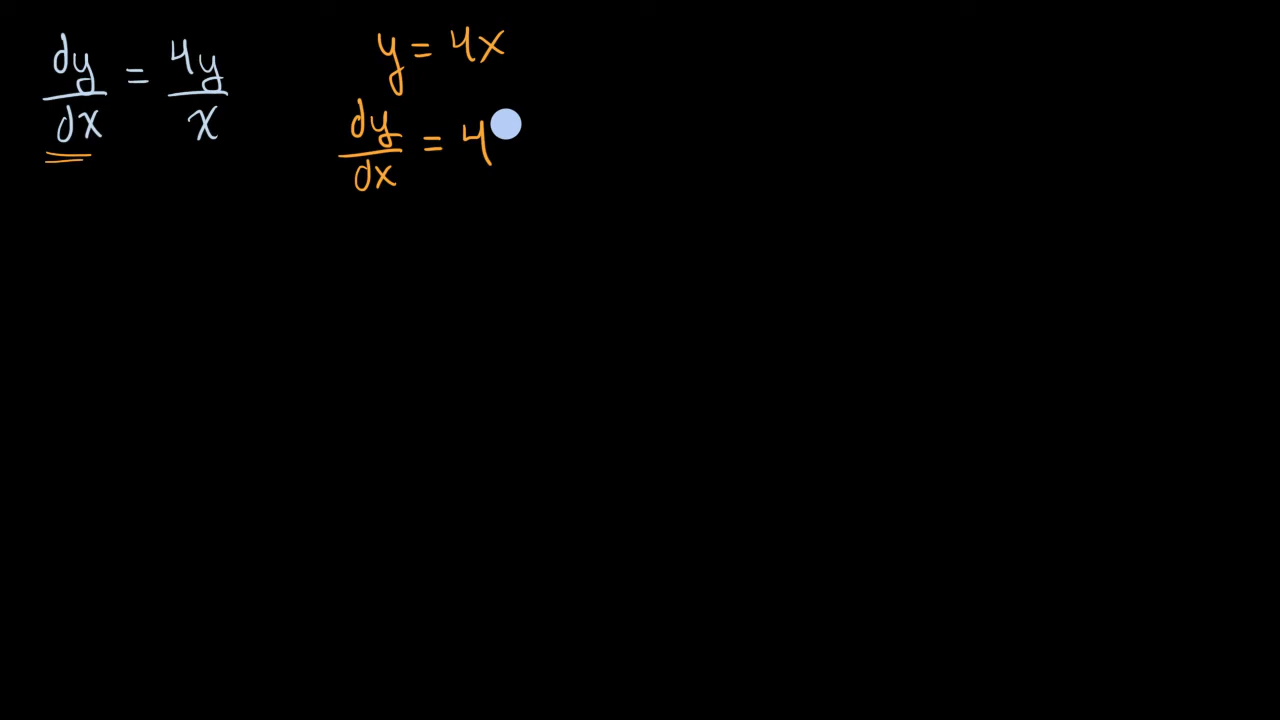 dy/dx = 4y/x
y = 4x
dy/dx = 4